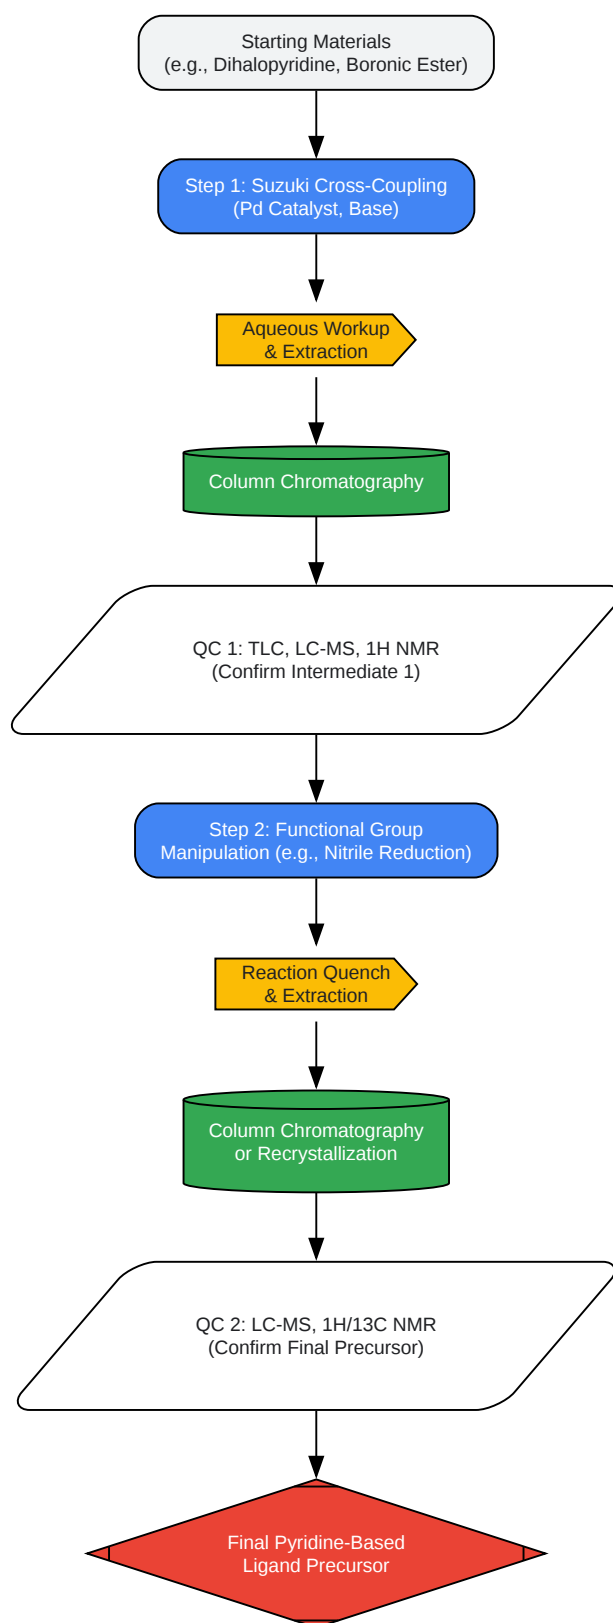 Starting Materials
(e.g., Dihalopyridine, Boronic Ester)
Step 1: Suzuki Cross-Coupling
(Pd Catalyst, Base)
Aqueous Workup
& Extraction
Column Chromatography
QC 1: TLC, LC-MS, 1H NMR
(Confirm Intermediate 1)
Step 2: Functional Group
Manipulation (e.g., Nitrile Reduction)
Reaction Quench
& Extraction
Column Chromatography
or Recrystallization
QC 2: LC-MS, 1H/13C NMR
(Confirm Final Precursor)
Final Pyridine-Based
Ligand Precursor